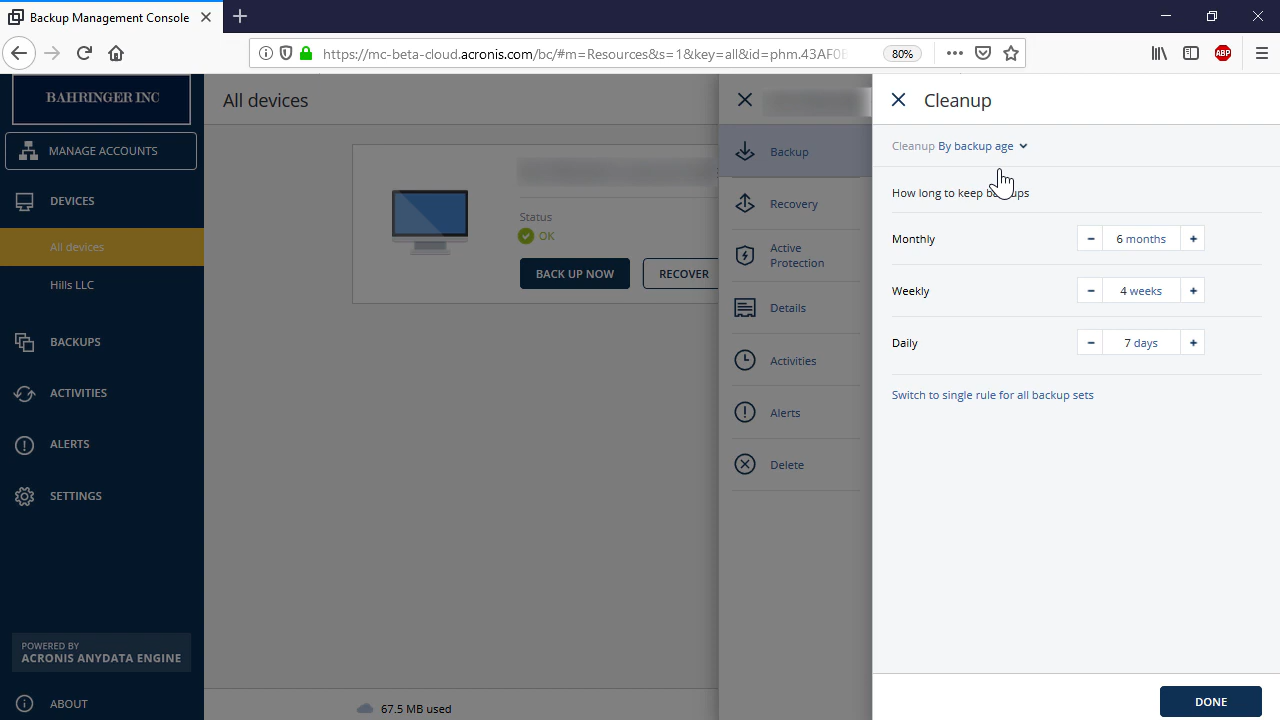 Backup Management Console
https://mc-beta-cloud.acronis.com/bc/#m=Resources&s=1&key=all&id=phm.43AF0
80%
ABP
BAHRINGER INC
MANAGE ACCOUNTS
DEVICES
All devices
Hills LLC
BACKUPS
ACTIVITIES
ALERTS
SETTINGS
POWERED BY
ACRONIS ANYDATA ENGINE
ABOUT
All devices
Status
OK
BACK UP NOW
RECOVER
67.5 MB used
Backup
Recovery
Active
Protection
Details
Activities
Alerts
Delete
Cleanup
Cleanup By backup age
How long to keep backups
Monthly
6 months
Weekly
4 weeks
Daily
7 days
Switch to single rule for all backup sets
DONE